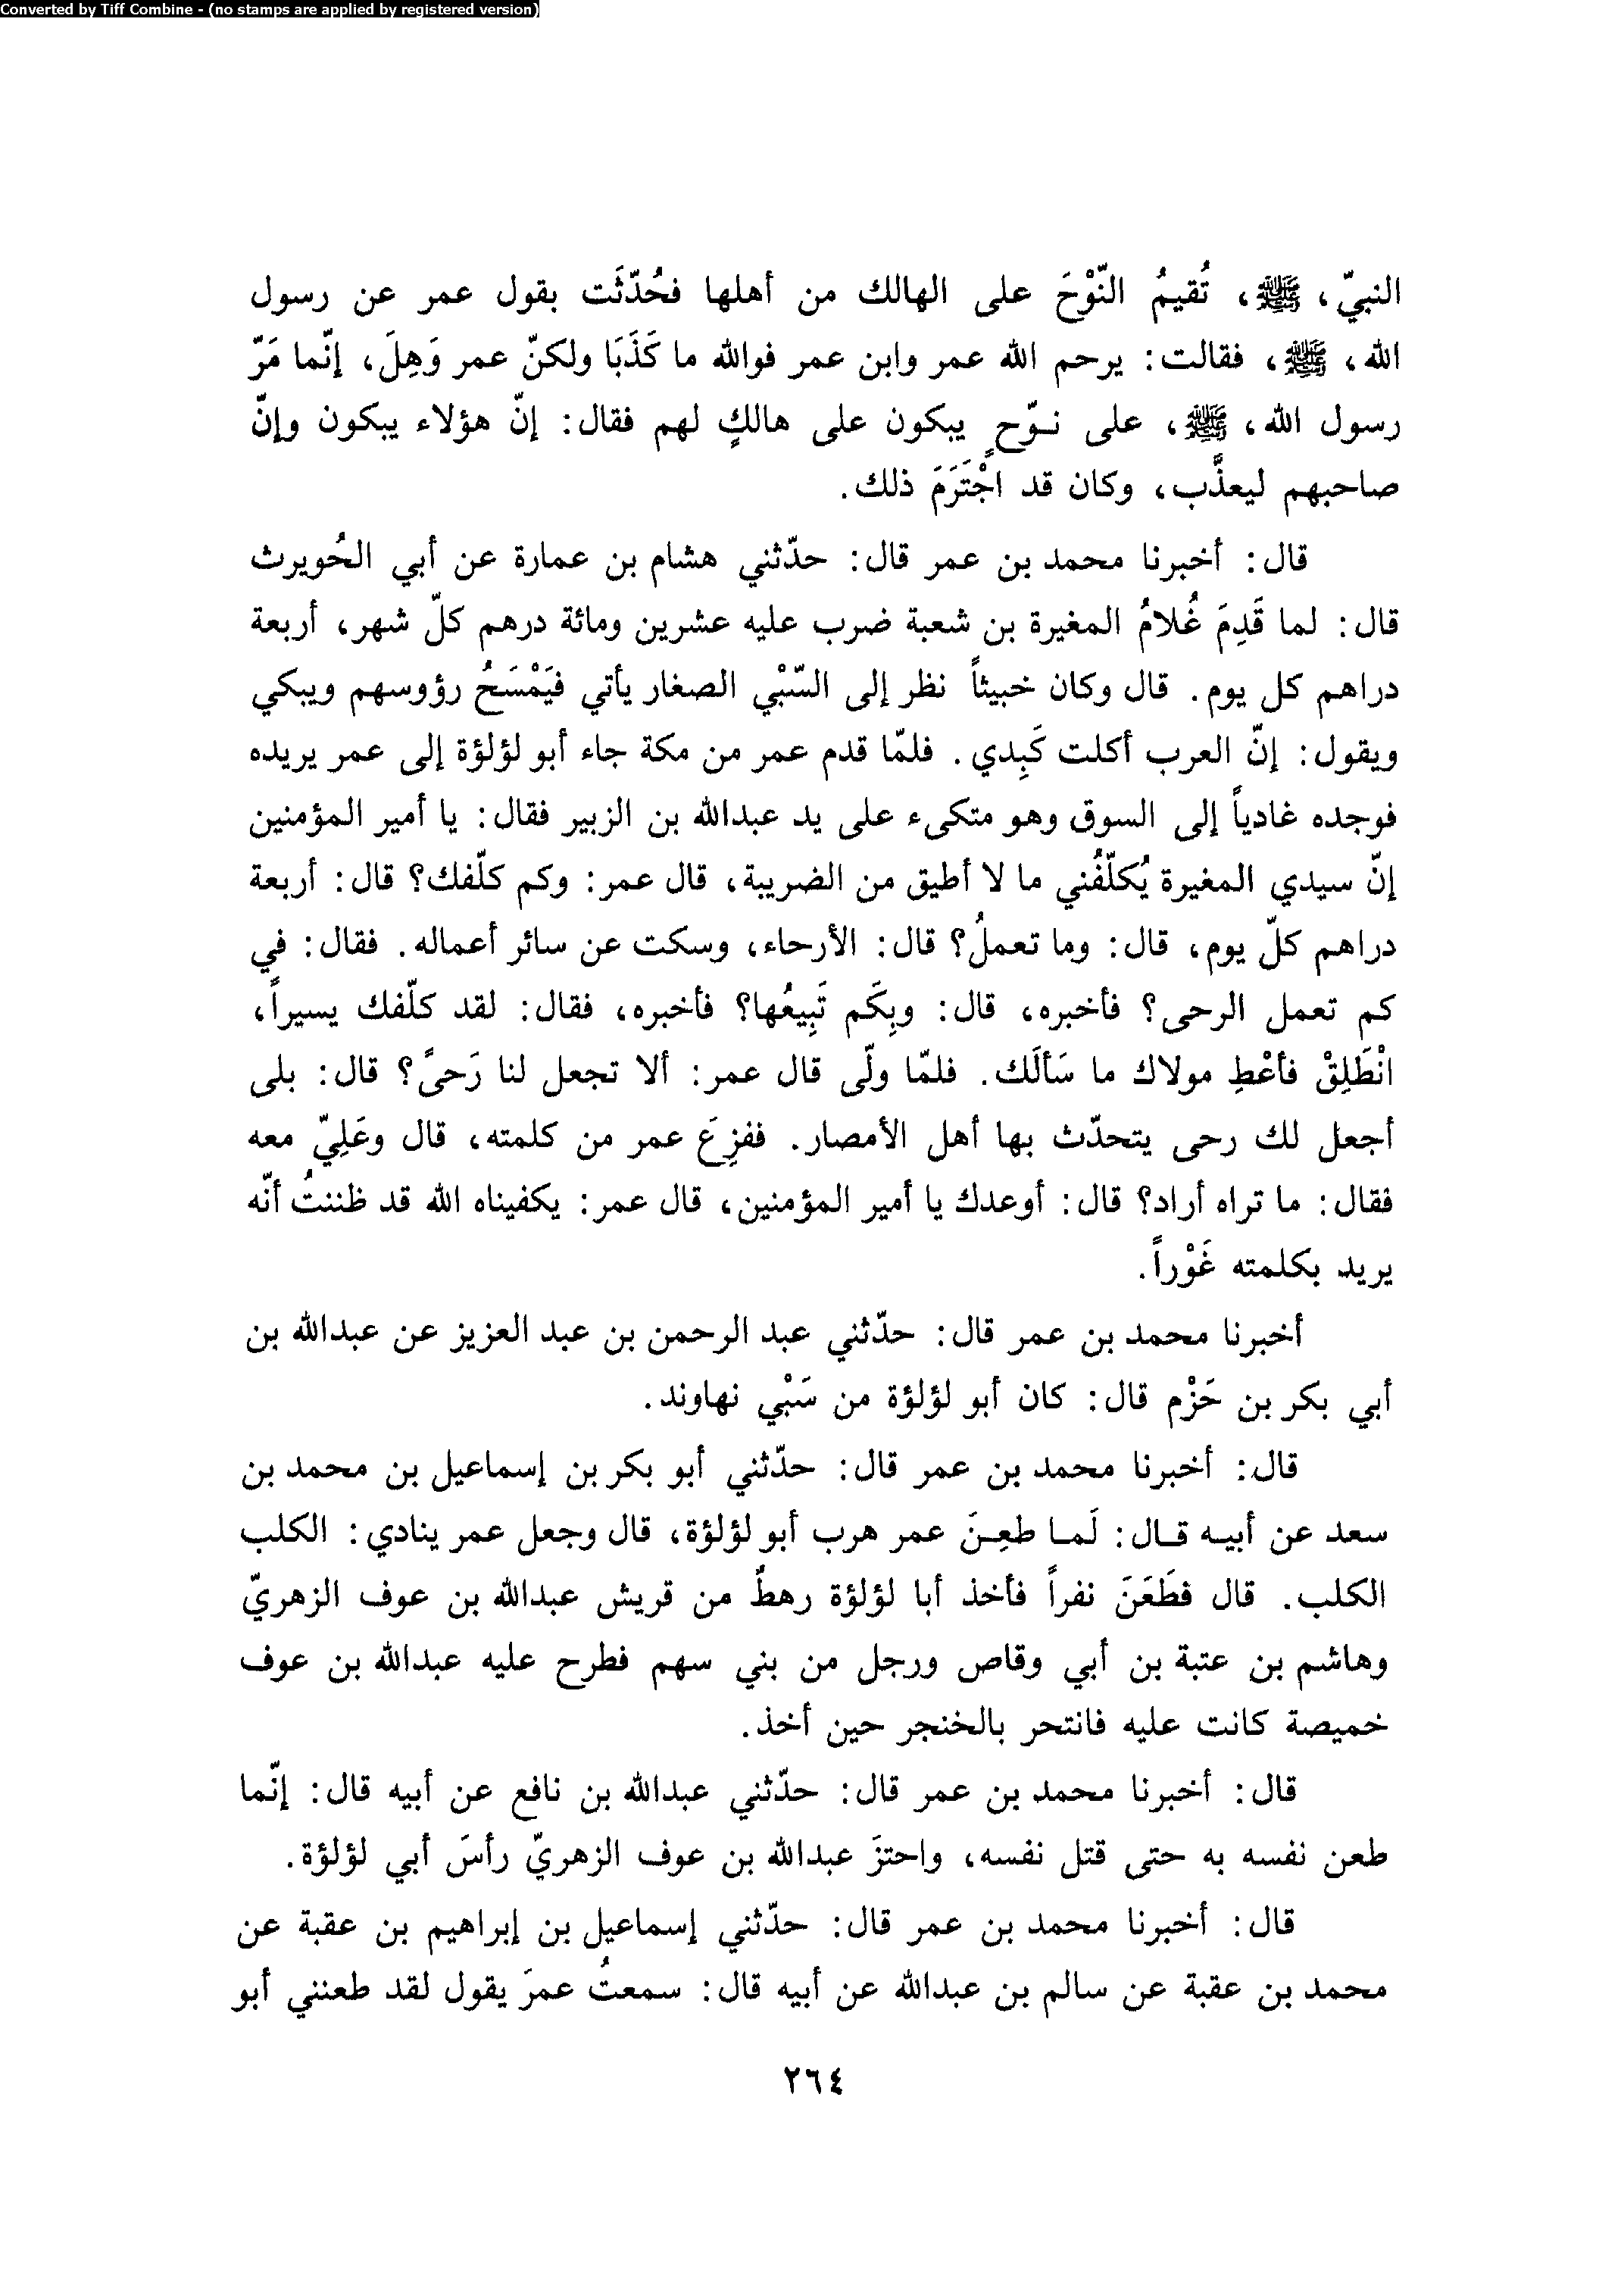 Converted by Tiff Combine - (no stamps are applied by registered version)
النبيّ، ﷺ، تُقيمُ النّوْحَ على الهالك من أهلها فحُدّثَت بقول عمر عن رسول
الله، ﷺ، فقالت: يرحم الله عمر وابن عمر فوالله ما كَذَبَا ولكنّ عمر وَهِلَ، إنّما مَرّ
رسول الله، ﷺ، على نـوّحٍ يبكون على هالكٍ لهم فقال: إنّ هؤلاء يبكون وإنّ
صاحبهم ليعذَّب، وكان قد اجْتَرَمَ ذلك.
قال: أخبرنا محمد بن عمر قال: حدّثني هشام بن عمارة عن أبي الحُويرث
قال: لما قَدِمَ غُلامُ المغيرة بن شعبة ضرب عليه عشرين ومائة درهم كلّ شهر، أربعة
دراهم كل يوم. قال وكان خبيثاً نظر إلى السّبْي الصغار يأتي فيَمْسَحُ رؤوسهم ويبكي
ويقول: إنّ العرب أكلت كَبِدي. فلمّا قدم عمر من مكة جاء أبو لؤلؤة إلى عمر يريده
فوجده غادياً إلى السوق وهو متكىء على يد عبدالله بن الزبير فقال: يا أمير المؤمنين
إنّ سيدي المغيرة يُكلّفُني ما لا أطيق من الضريبة، قال عمر: وكم كلّفك؟ قال: أربعة
دراهم كلّ يوم، قال: وما تعملُ؟ قال: الأرحاء، وسكت عن سائر أعماله. فقال: في
كم تعمل الرحى؟ فأخبره، قال: وبِكَم تَبِيعُها؟ فأخبره، فقال: لقد كلّفك يسيراً،
انْطَلِقْ فأعْطِ مولاك ما سَألَك. فلمّا ولّى قال عمر: ألا تجعل لنا رَحىً؟ قال: بلى
أجعل لك رحى يتحدّث بها أهل الأمصار. ففزِعَ عمر من كلمته، قال وعَلِيّ معه
فقال: ما تراه أراد؟ قال: أوعدك يا أمير المؤمنين، قال عمر: يكفيناه الله قد ظننتُ أنّه
يريد بكلمته غَوْراً.
أخبرنا محمد بن عمر قال: حدّثني عبد الرحمن بن عبد العزيز عن عبدالله بن
أبي بكر بن حَزْم قال: كان أبو لؤلؤة من سَبْي نهاوند.
قال: أخبرنا محمد بن عمر قال: حدّثني أبو بكر بن إسماعيل بن محمد بن
سعد عن أبيـه قـال: لَمـا طعِـنَ عمر هرب أبو لؤلؤة، قال وجعل عمر ينادي: الكلب
الكلب. قال فطَعَنَ نفراً فأخذ أبا لؤلؤة رهطٌ من قريش عبدالله بن عوف الزهريّ
وهاشم بن عتبة بن أبي وقاص ورجل من بني سهم فطرح عليه عبدالله بن عوف
خميصة كانت عليه فانتحر بالخنجر حين أخذ.
قال: أخبرنا محمد بن عمر قال: حدّثني عبدالله بن نافع عن أبيه قال: إنّما
طعن نفسه به حتى قتل نفسه، واحتزَ عبدالله بن عوف الزهريّ رأسَ أبي لؤلؤة.
قال: أخبرنا محمد بن عمر قال: حدّثني إسماعيل بن إبراهيم بن عقبة عن
محمد بن عقبة عن سالم بن عبدالله عن أبيه قال: سمعتُ عمرَ يقول لقد طعنني أبو
٢٦٤